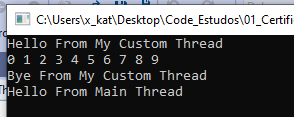 C:\Users\x_kat\Desktop\Code_Estudos\01_Certifi
Hello From My Custom Thread
0 1 2 3 4 5 6 7 8 9
Bye From My Custom Thread
Hello From Main Thread